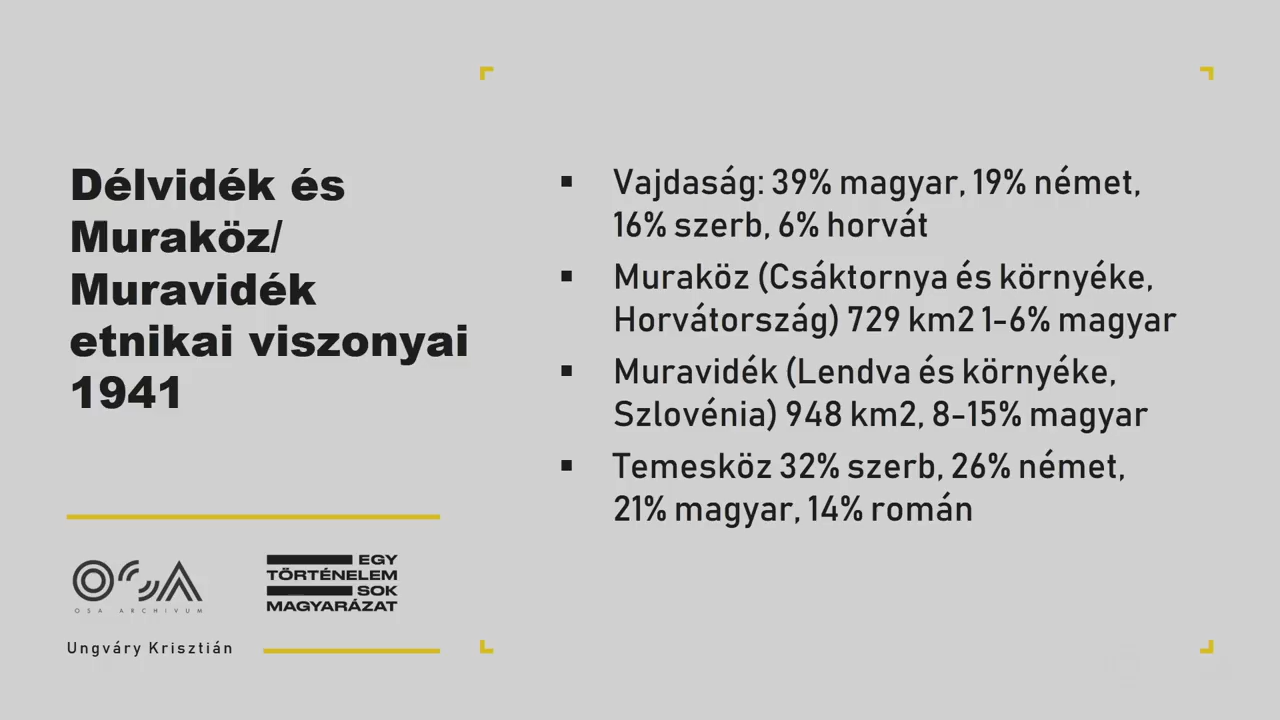 Délvidék és
Muraköz/
Muravidék
etnikai viszonyai
1941
▪ Vajdaság: 39% magyar, 19% német,
16% szerb, 6% horvát
▪ Muraköz (Csáktornya és környéke,
Horvátország) 729 km2 1-6% magyar
▪ Muravidék (Lendva és környéke,
Szlovénia) 948 km2, 8-15% magyar
▪ Temesköz 32% szerb, 26% német,
21% magyar, 14% román
OSA
OSA ARCHIVUM
EGY
TÖRTÉNELEM
SOK
MAGYARÁZAT
Ungváry Krisztián